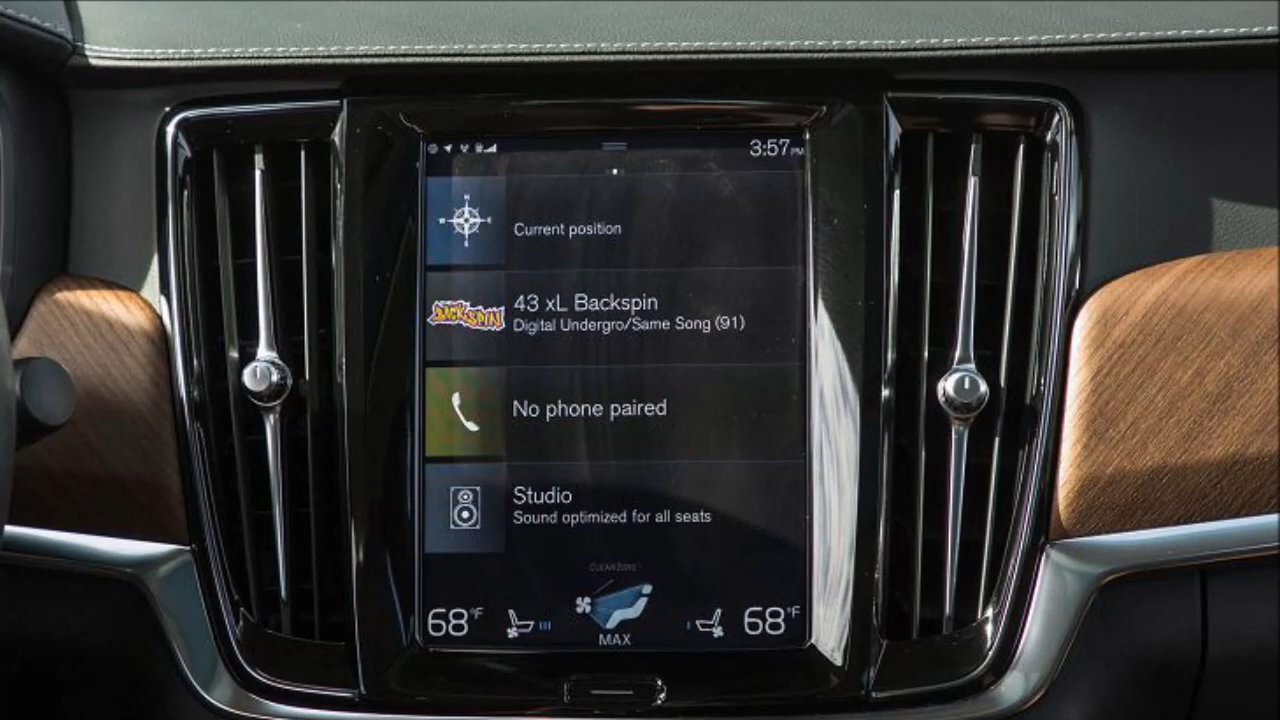 3:57PM
N
W E
S
Current position
BACKSPIN
43 xL Backspin
Digital Undergro/Same Song (91)
No phone paired
Studio
Sound optimized for all seats
CLEANZONE
68°F
MAX
68°F